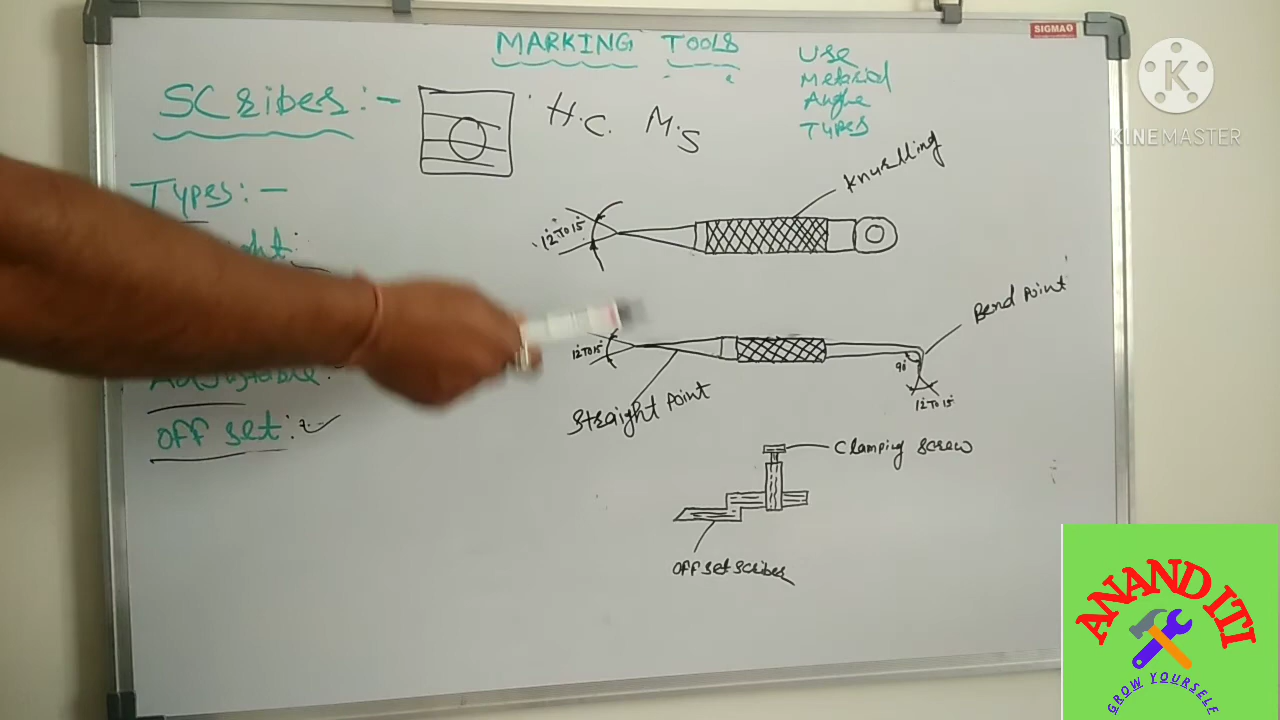 MARKING TOOLS
SIGMA
Use
Material
Angle
TYPES
SCribes:-
H.C. M.S
KINEMASTER
Types:-
Knurlling
12° TO 15°
Bend Point
12° TO 15°
90°
12° TO 15°
Adjustable:
Straight Point
OFF set:
Clamping Screw
OFF set scriber
ANAND ITI
GROW YOURSELF